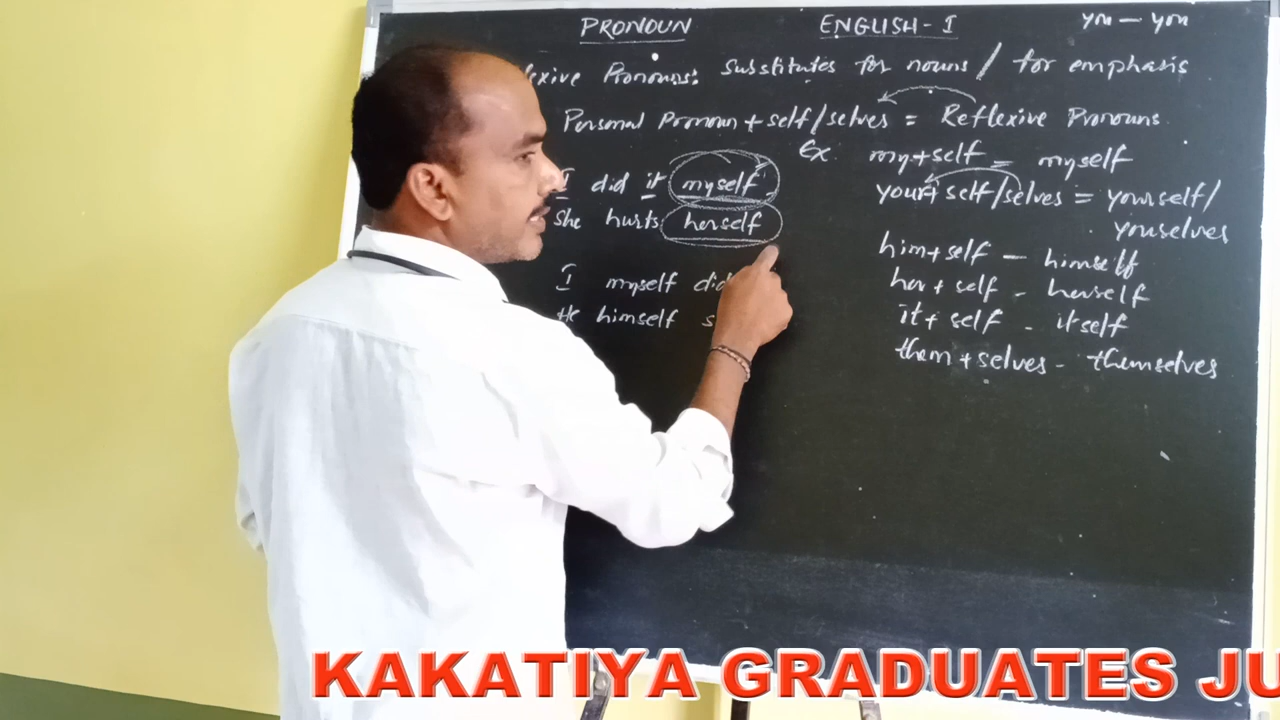 PRONOUN ENGLISH - I you — you
lexive Pronouns: Substitutes for nouns / for emphasis
Personal Pronoun + self/selves = Reflexive Pronouns.
Ex. my+self = myself
I did it myself.
your+ self/selves = yourself/
youselves
She hurts herself
him+self — himself
her + self - herself
I myself did
it + self - itself
He himself s
them + selves - themselves
KAKATIYA GRADUATES JU